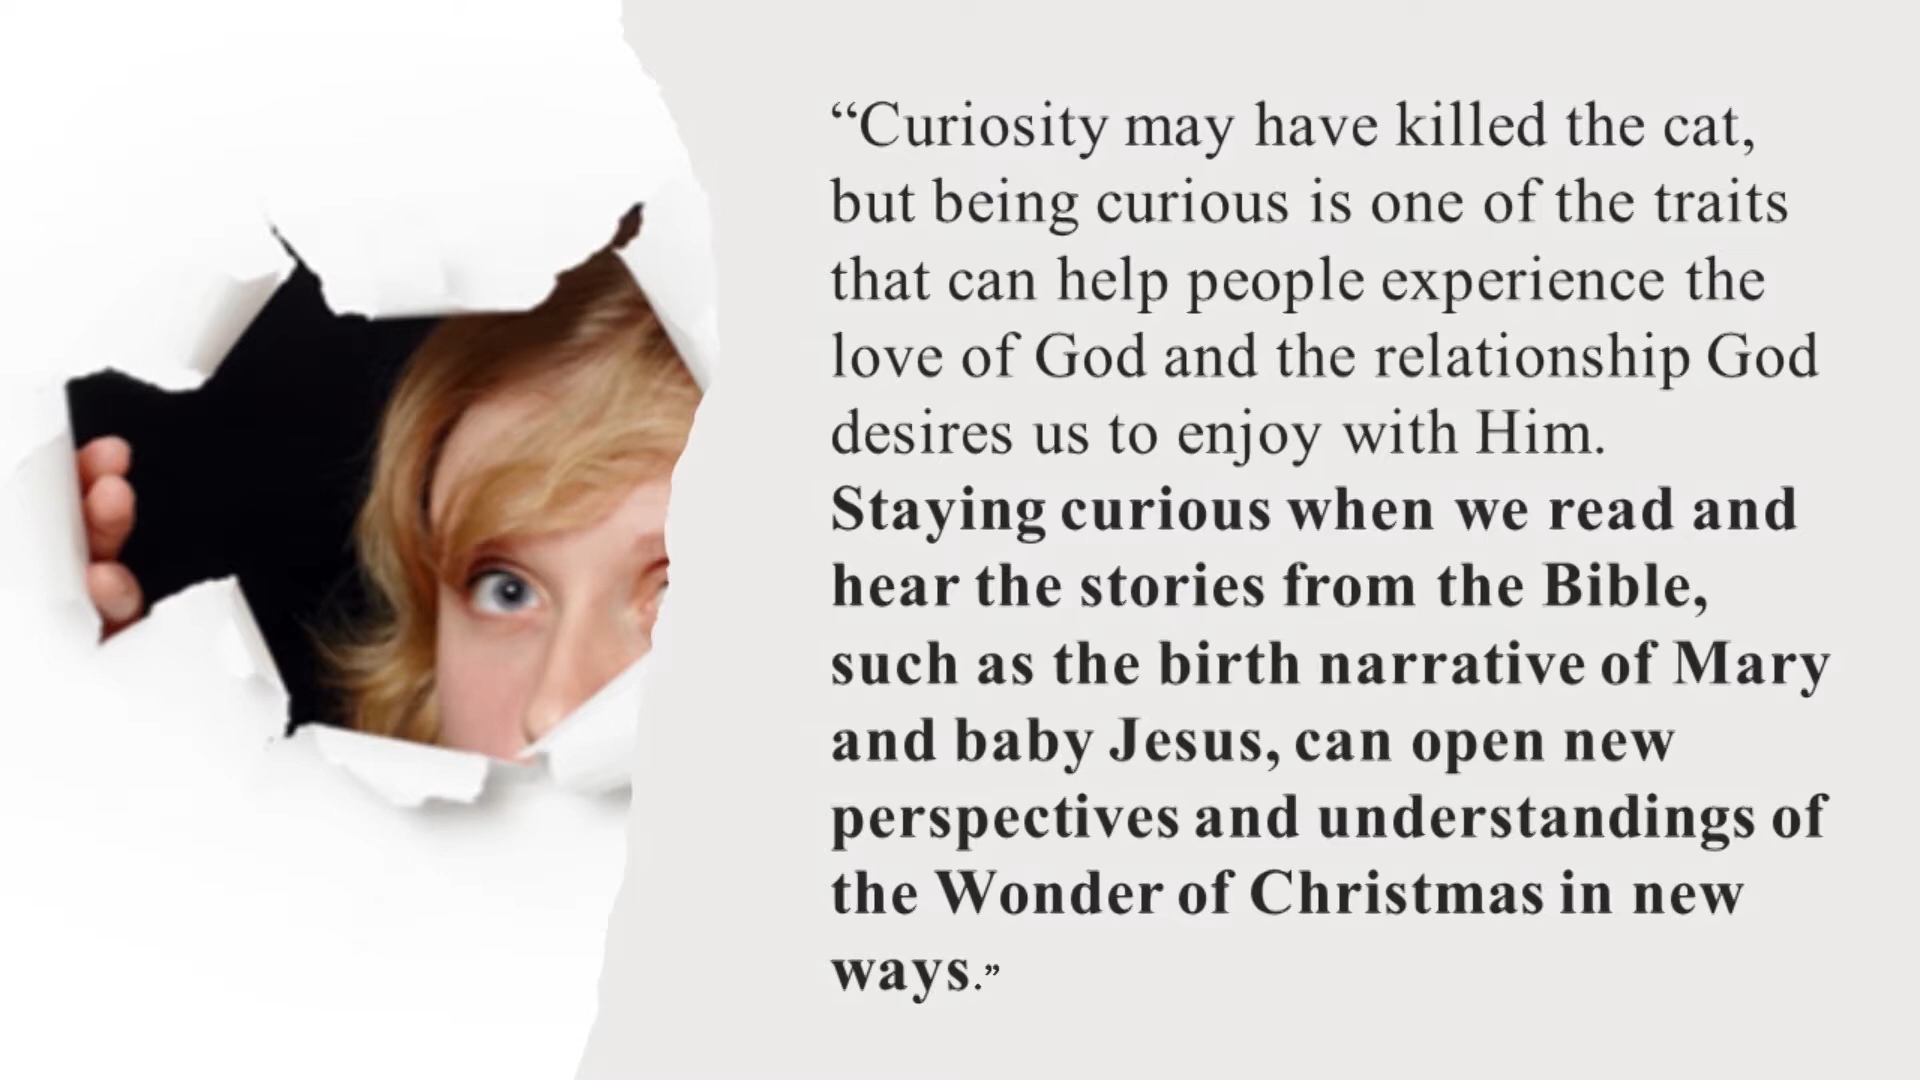 “Curiosity may have killed the cat,
but being curious is one of the traits
that can help people experience the
love of God and the relationship God
desires us to enjoy with Him.
Staying curious when we read and
hear the stories from the Bible,
such as the birth narrative of Mary
and baby Jesus, can open new
perspectives and understandings of
the Wonder of Christmas in new
ways.”